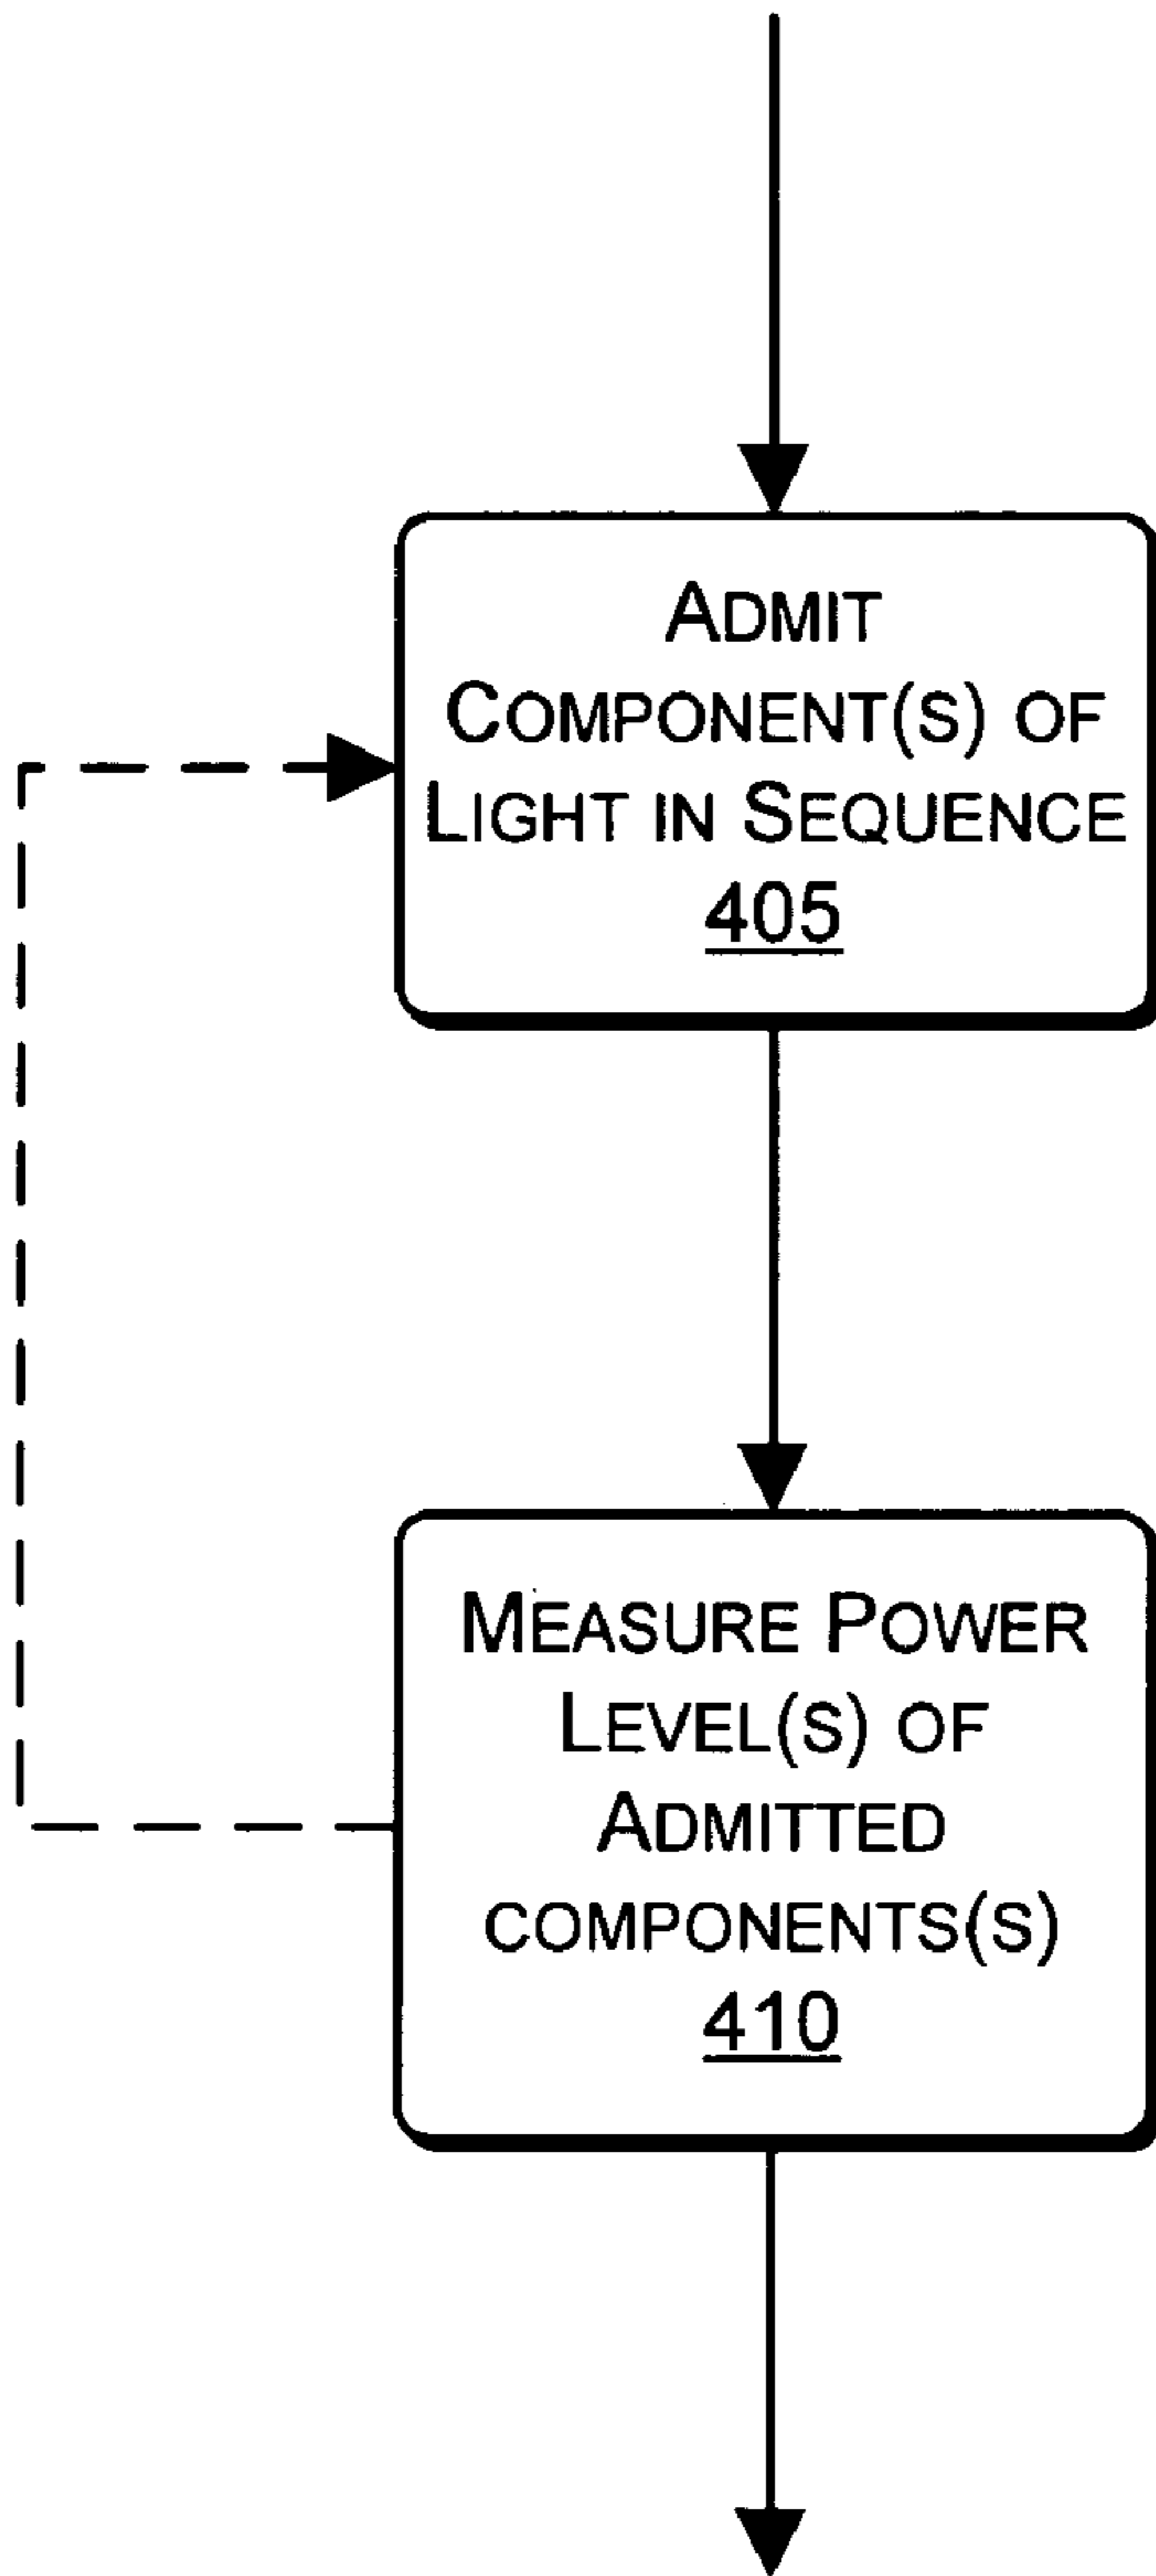 ADMIT
COMPONENT(S) OF
LIGHT IN SEQUENCE
405
MEASURE POWER
LEVEL(S) OF
ADMITTED
COMPONENTS(S)
410